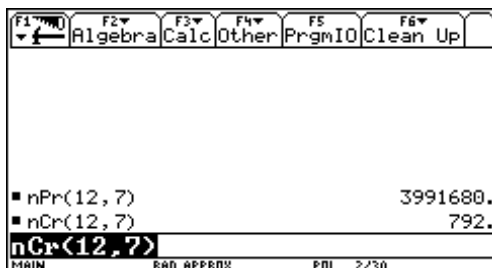 F1 F2 F3 F4 F5 F6
Algebra Calc Other PrgmIO Clean Up
nPr(12,7) 3991680.
nCr(12,7) 792.
nCr(12,7)
MAIN RAD APPROX POL 2/30